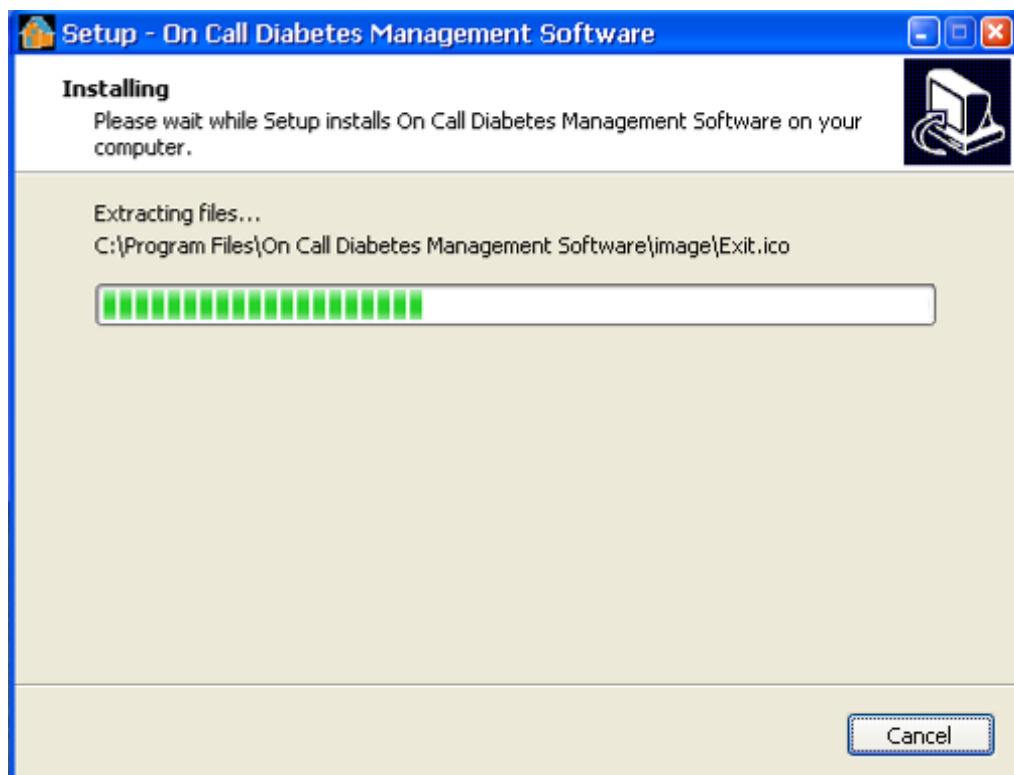 Setup - On Call Diabetes Management Software
Installing
Please wait while Setup installs On Call Diabetes Management Software on your
computer.
Extracting files...
C:\Program Files\On Call Diabetes Management Software\image\Exit.ico
Cancel